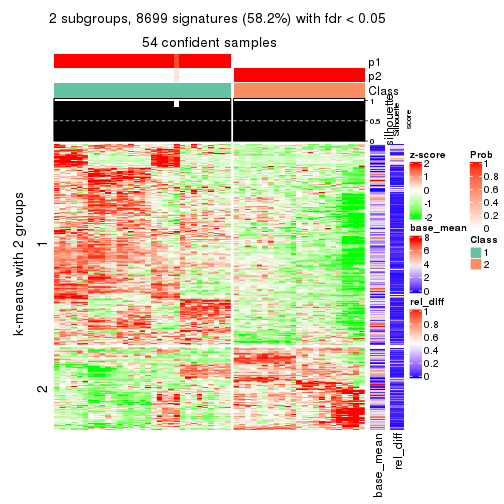 2 subgroups, 8699 signatures (58.2%) with fdr < 0.05
54 confident samples
p1
p2
Class
silhouette
Silhouette
score
1
0.5
0
k-means with 2 groups
1
2
base_mean
rel_diff
z-score
2
1
0
-1
-2
base_mean
8
6
4
2
0
rel_diff
1
0.8
0.6
0.4
0.2
0
Prob
1
0.8
0.6
0.4
0.2
0
Class
1
2